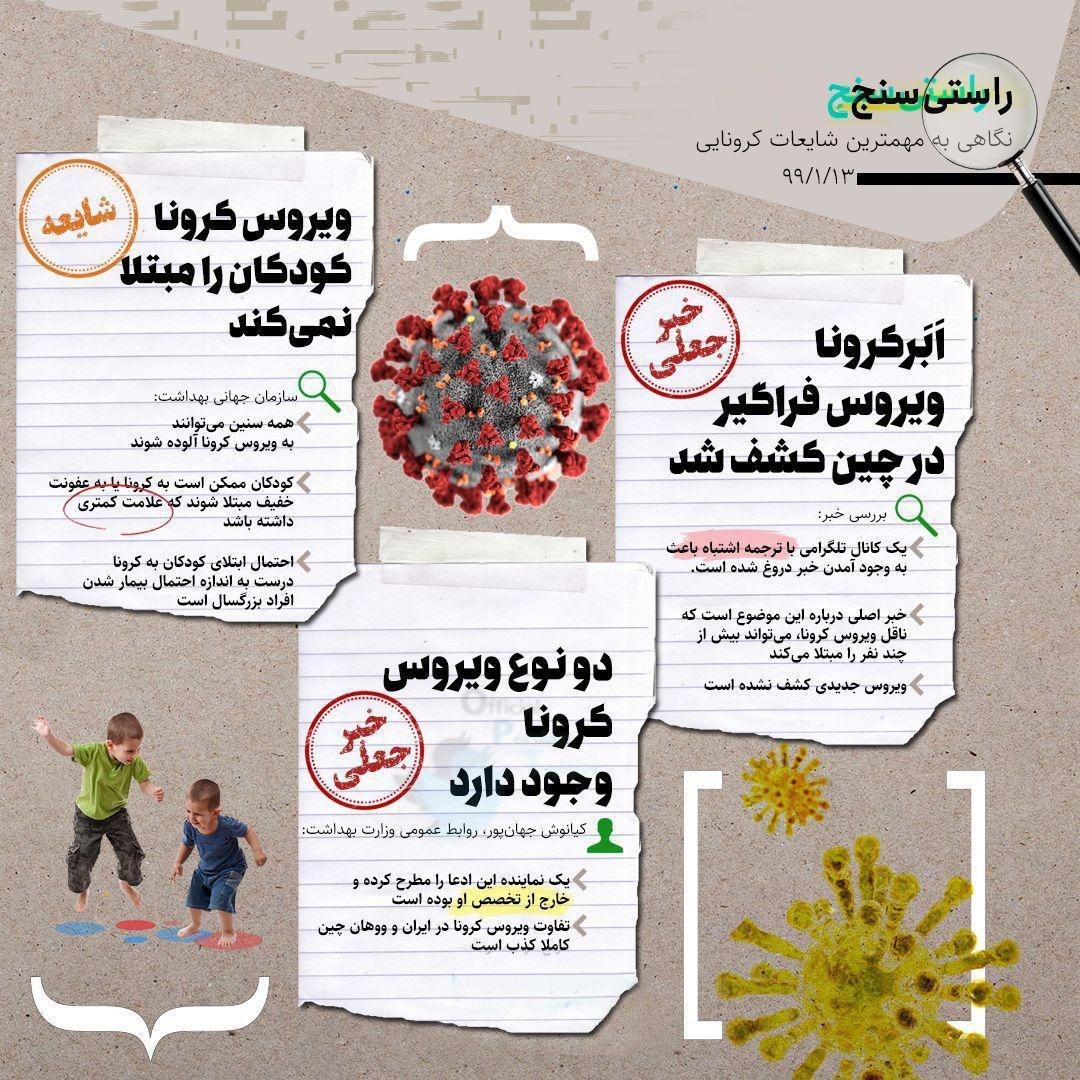 راستی‌سنج
نگاهی به مهمترین شایعات کرونایی
۹۹/۱/۱۳
خبر
جعلی
اَبَرکرونا
ویروس فراگیر
در چین کشف شد
بررسی خبر:
یک کانال تلگرامی با ترجمه اشتباه باعث
به وجود آمدن خبر دروغ شده است.
خبر اصلی درباره این موضوع است که
ناقل ویروس کرونا، می‌تواند بیش از
چند نفر را مبتلا می‌کند
ویروس جدیدی کشف نشده است
شایعه
ویروس کرونا
کودکان را مبتلا
نمی‌کند
سازمان جهانی بهداشت:
همه سنین می‌توانند
به ویروس کرونا آلوده شوند
کودکان ممکن است به کرونا یا به عفونت
خفیف مبتلا شوند که علامت کمتری
داشته باشد
احتمال ابتلای کودکان به کرونا
درست به اندازه احتمال بیمار شدن
افراد بزرگسال است
دو نوع ویروس
کرونا
وجود دارد
خبر
جعلی
کیانوش جهان‌پور، روابط عمومی وزارت بهداشت:
یک نماینده این ادعا را مطرح کرده و
خارج از تخصص او بوده است
تفاوت ویروس کرونا در ایران و ووهان چین
کاملا کذب است